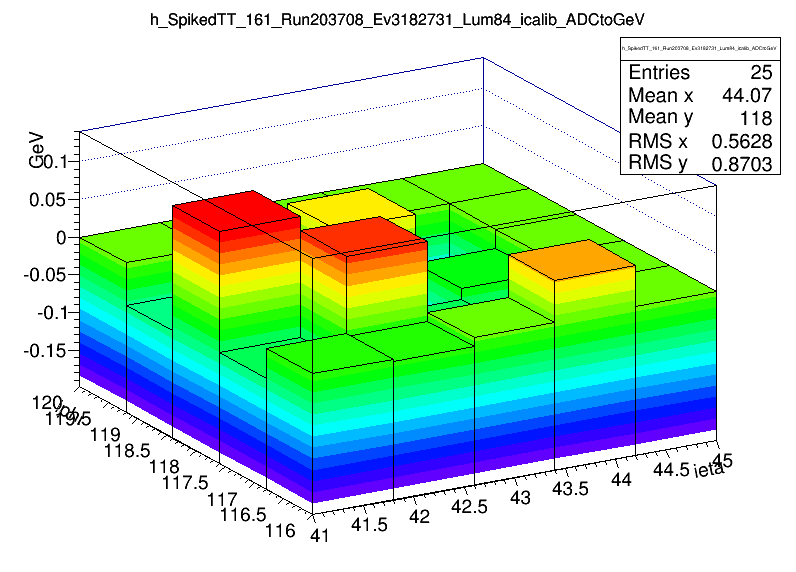 h_SpikedTT_161_Run203708_Ev3182731_Lum84_icalib_ADCtoGeV
h_SpikedTT_161_Run203708_Ev3182731_Lum84_icalib_ADCtoGeV
Entries 25
Mean x 44.07
Mean y 118
RMS x 0.5628
RMS y 0.8703
GeV
0.1
0.05
0
-0.05
-0.1
-0.15
120
119.5
iphi
119
118.5
118
117.5
117
116.5
116
41
41.5
42
42.5
43
43.5
44
44.5
45
ieta